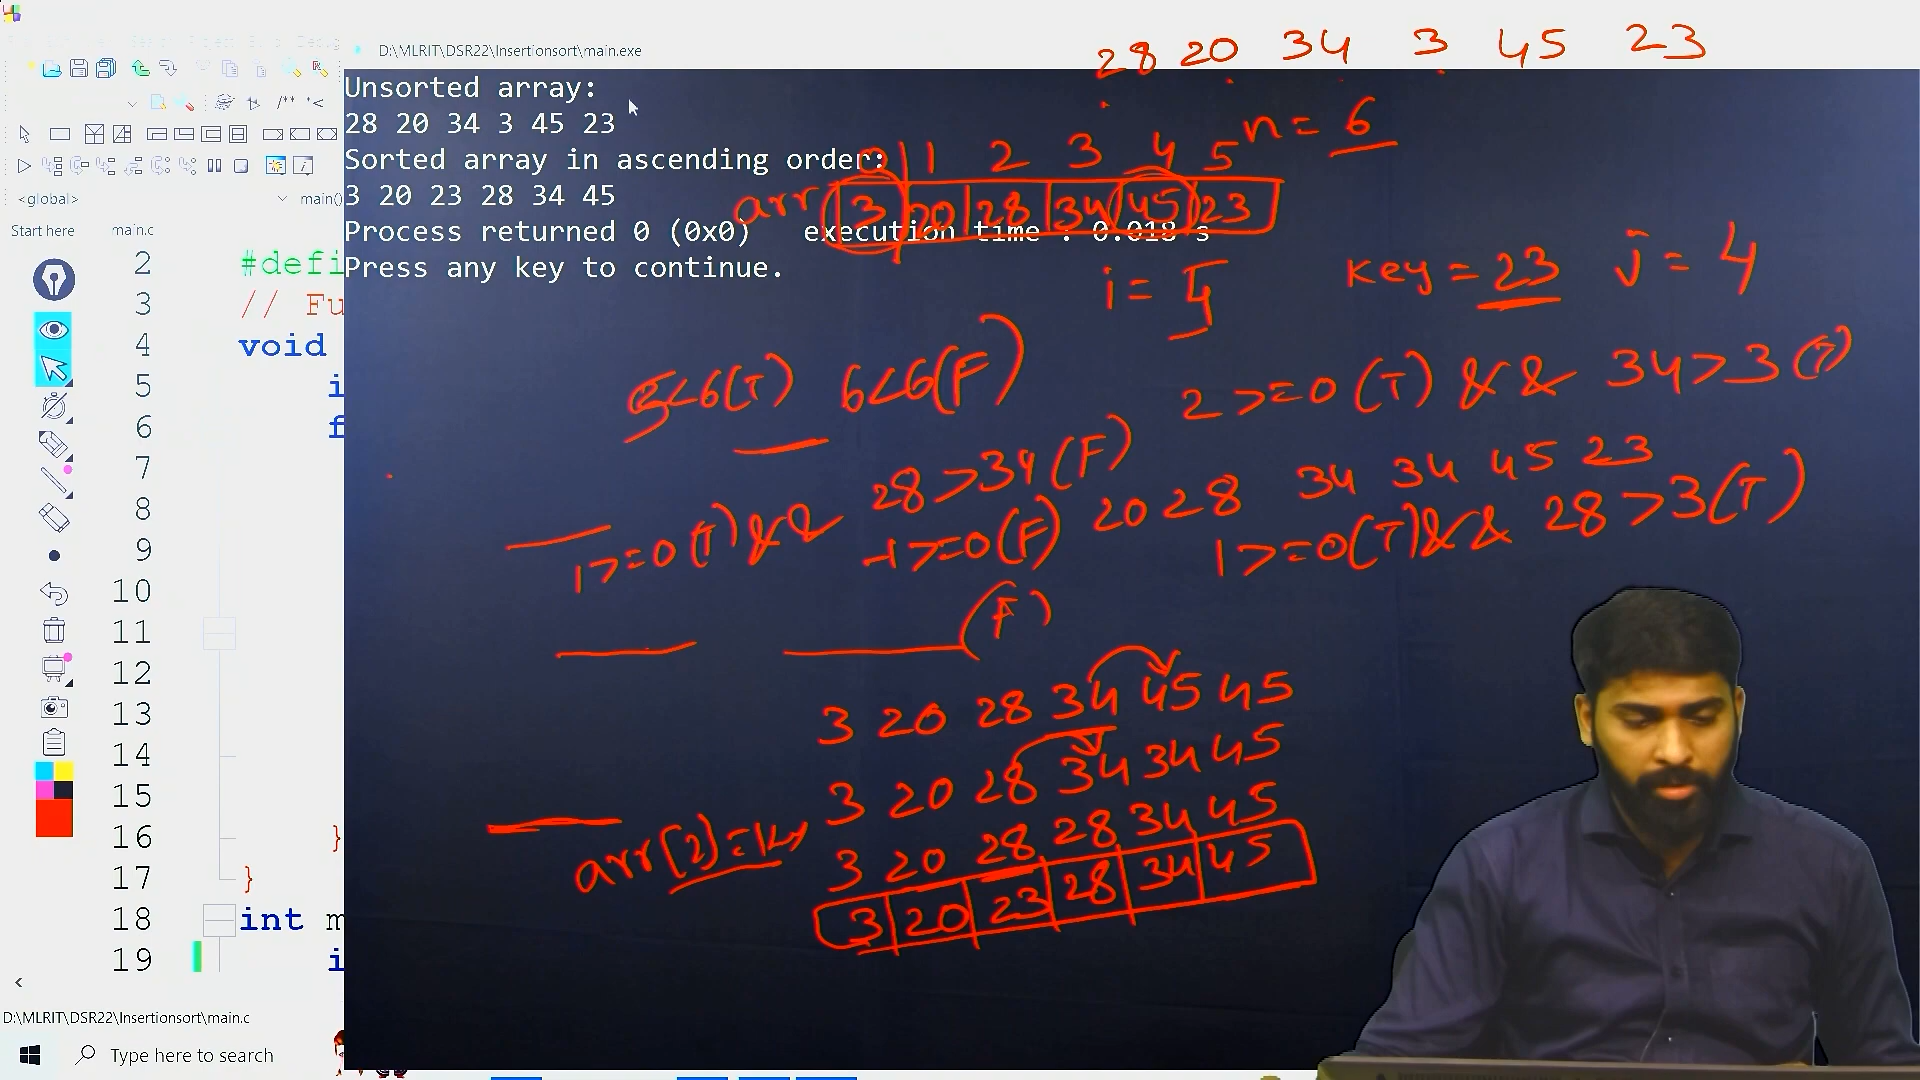 D:\MLRIT\DSR22\Insertionsort\main.exe
28 20 34 3 45 23
Unsorted array:
28 20 34 3 45 23
n = 6
Sorted array in ascending order:
0 1 2 3 4 5
3 20 23 28 34 45
arr 3 20 28 34 45 23
Process returned 0 (0x0)   execution time : 0.018 s
Press any key to continue.
i = 5
key = 23 j = 4
5<6(T) 6<6(F)
2>=0(T) && 34>3(T)
28>34(F)
20 28 34 34 45 23
1>=0(T) &&
-1>=0(F)
1>=0(T) && 28>3(T)
(F)
3 20 28 34 45 45
3 20 28 34 34 45
3 20 28 28 34 45
arr[2]=key
3 20 23 28 34 45
<global>
main()
Start here
main.c
2 #defi
3 // Fu
4 void
5 i
6 f
7
8
9
10
11
12
13
14
15
16 }
17 }
18 int m
19 i
D:\MLRIT\DSR22\Insertionsort\main.c
Type here to search